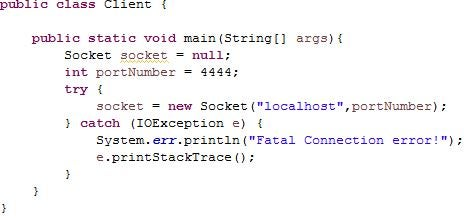 public class Client {
public static void main(String[] args){
Socket socket = null;
int portNumber = 4444;
try {
socket = new Socket("localhost",portNumber);
} catch (IOException e) {
System.err.println("Fatal Connection error!");
e.printStackTrace();
}
}
}